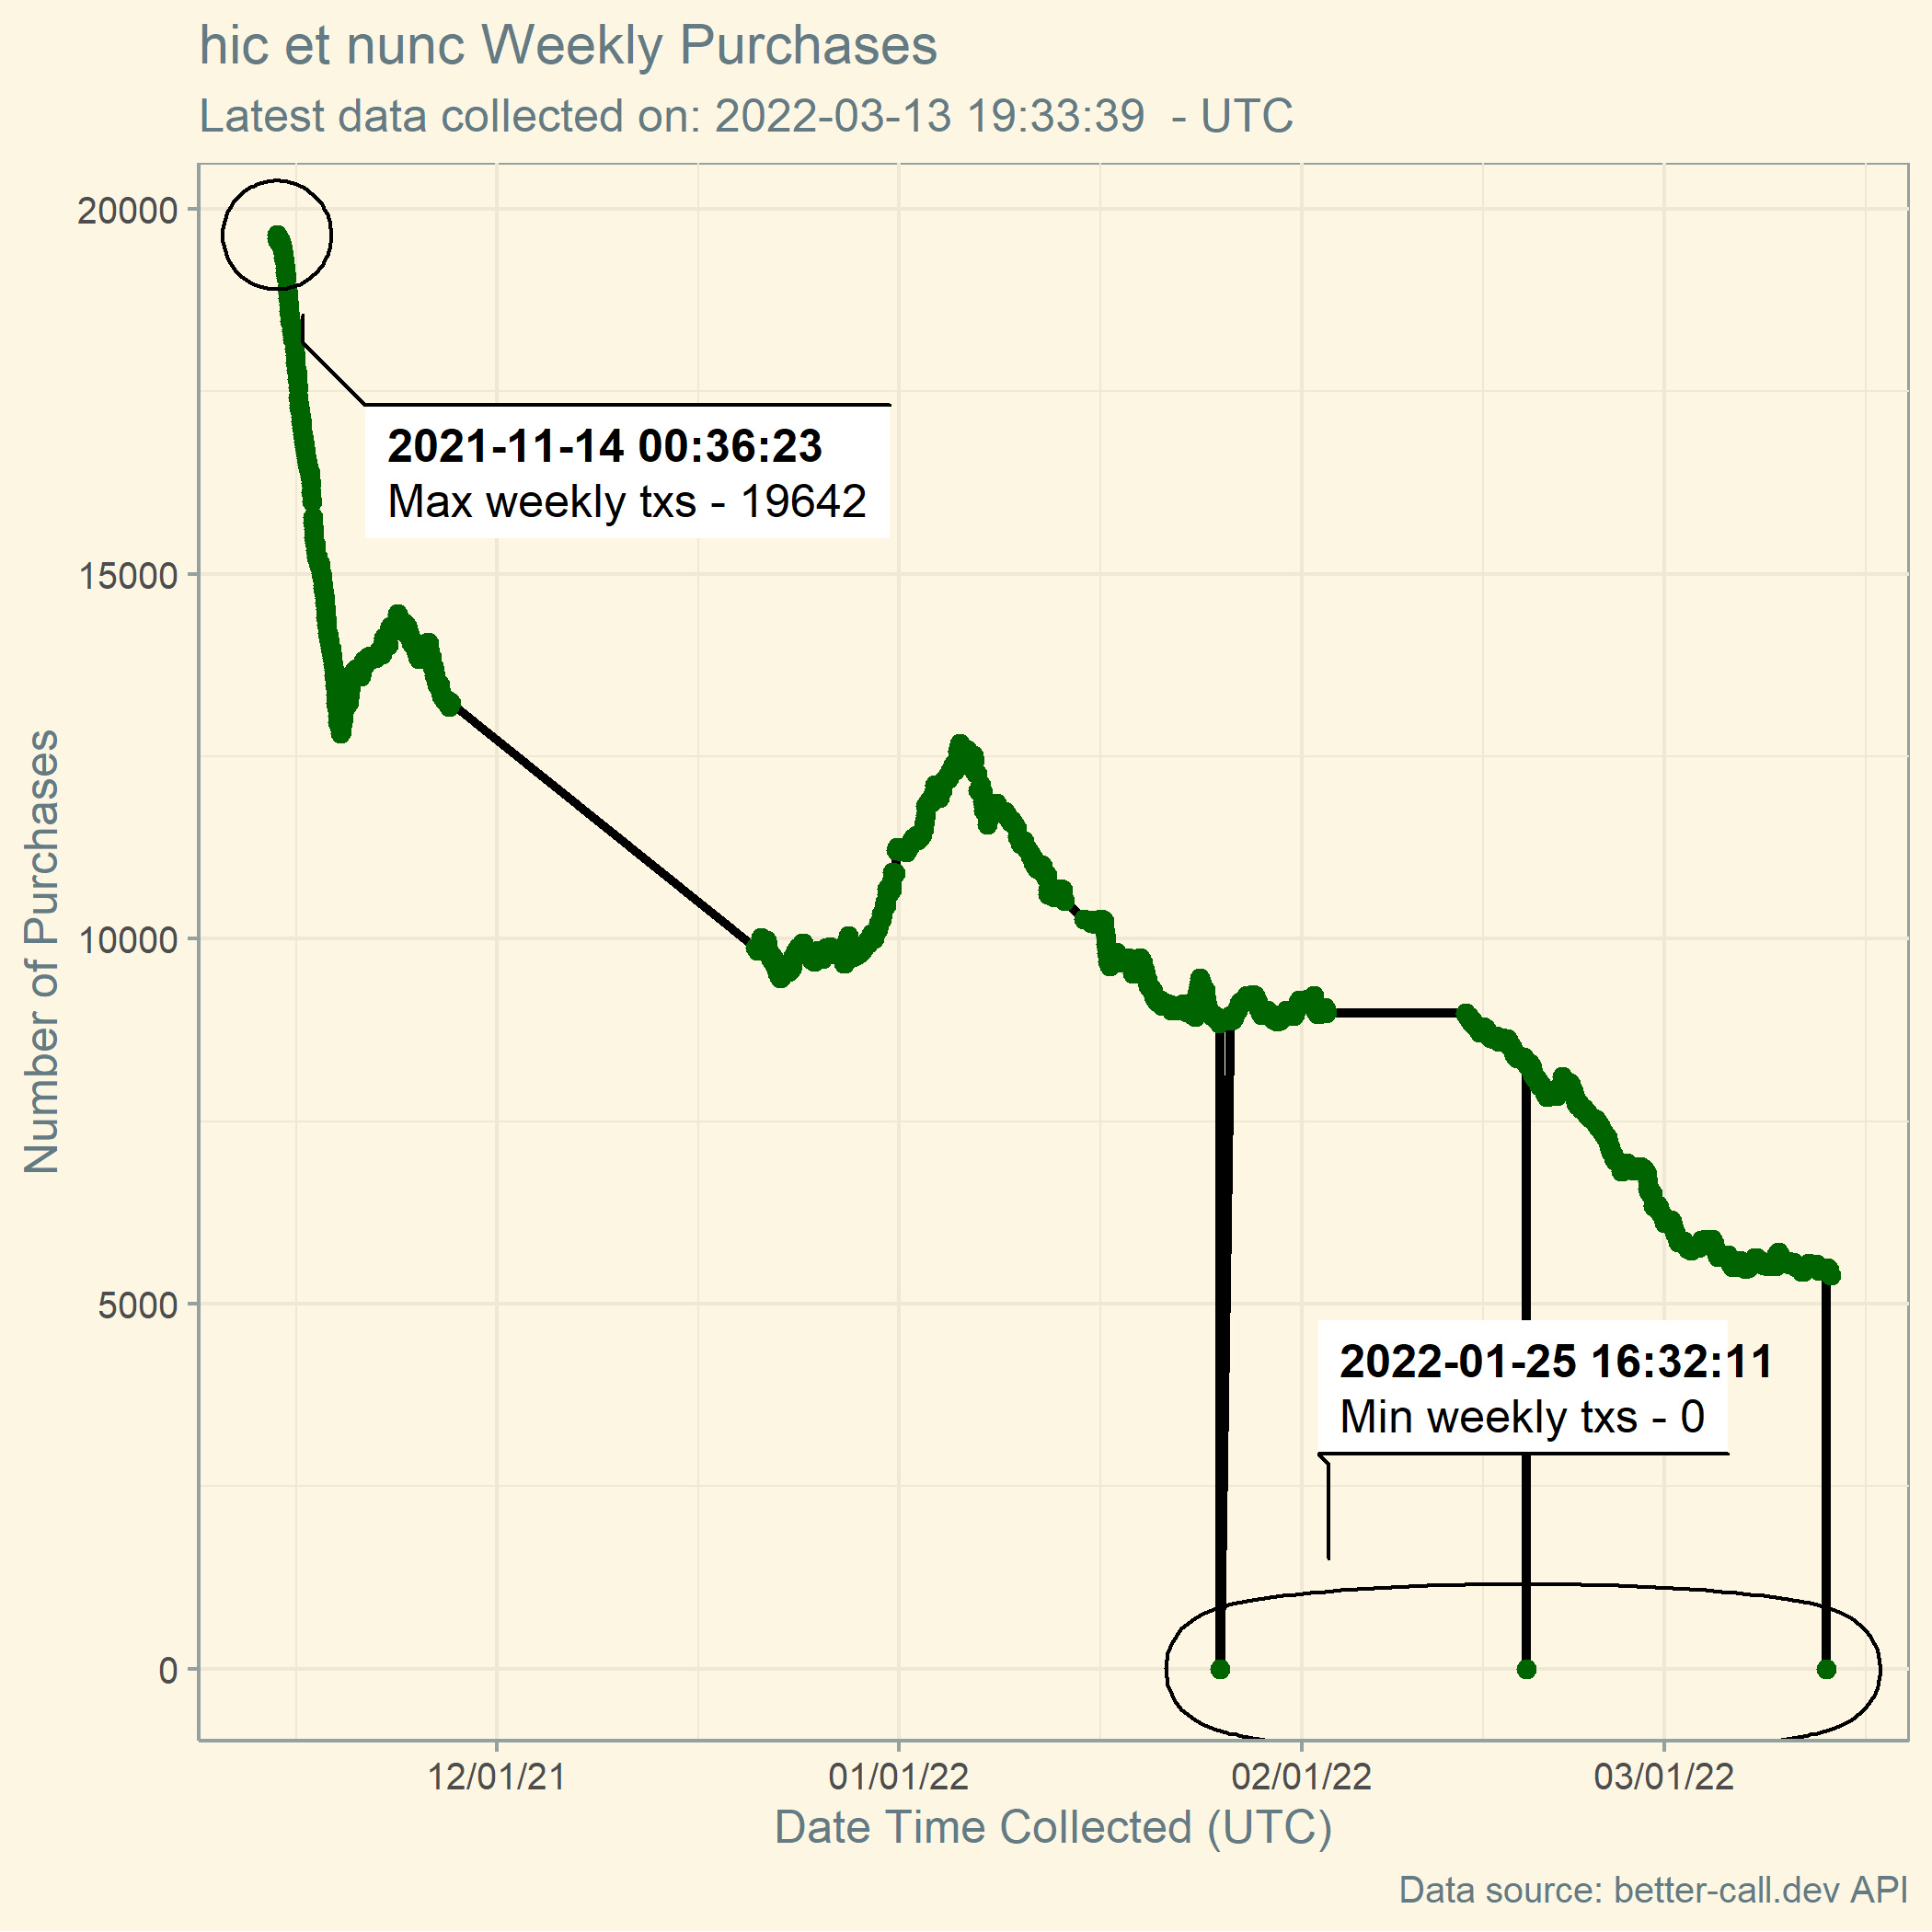 hic et nunc Weekly Purchases
Latest data collected on: 2022-03-13 19:33:39  - UTC
20000
15000
10000
5000
0
Number of Purchases
2021-11-14 00:36:23
Max weekly txs - 19642
2022-01-25 16:32:11
Min weekly txs - 0
12/01/21
01/01/22
02/01/22
03/01/22
Date Time Collected (UTC)
Data source: better-call.dev API